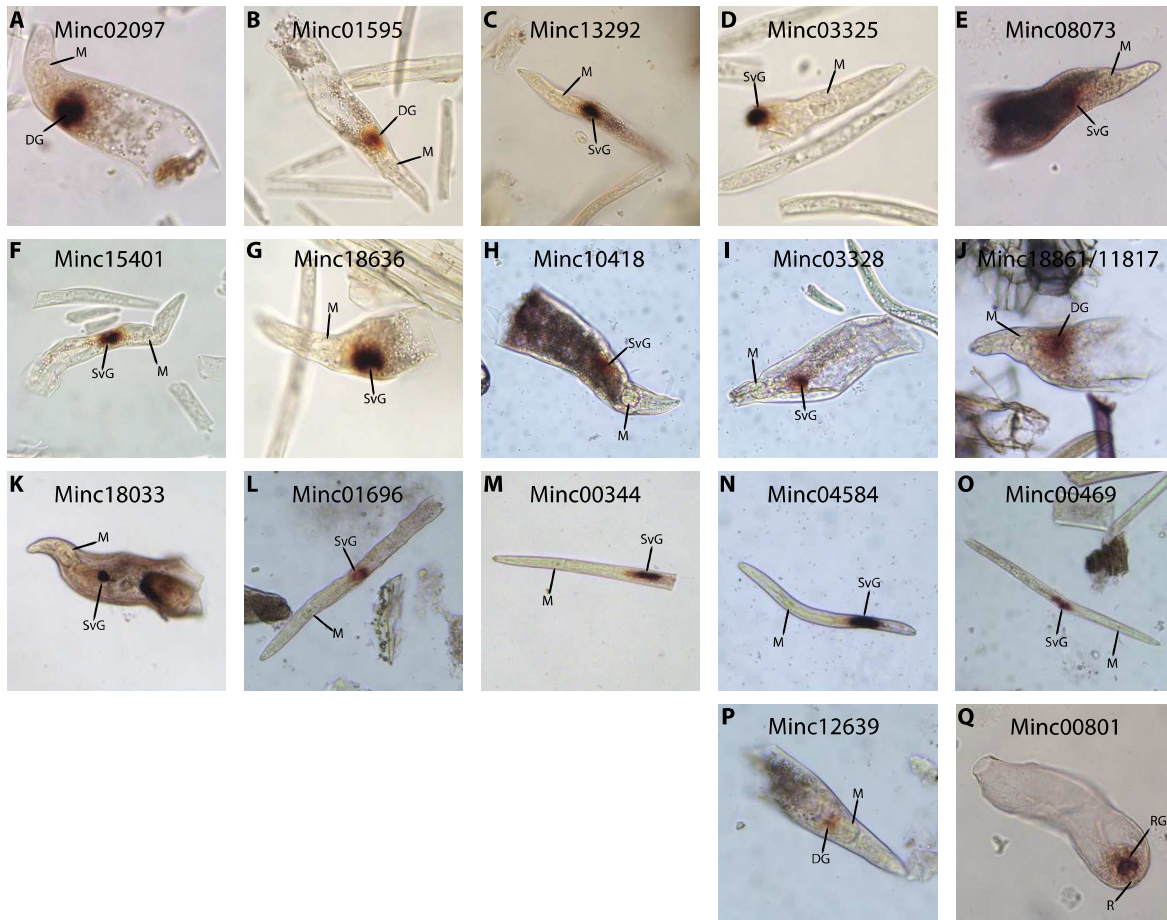 A Minc02097
M
DG
B Minc01595
DG
M
C Minc13292
M
SvG
D Minc03325
SvG
M
E Minc08073
M
SvG
F Minc15401
SvG
M
G Minc18636
M
SvG
H Minc10418
SvG
M
I Minc03328
M
SvG
J Minc18861/11817
M
DG
K Minc18033
M
SvG
L Minc01696
SvG
M
M Minc00344
SvG
M
N Minc04584
SvG
M
O Minc00469
SvG
M
P Minc12639
M
DG
Q Minc00801
RG
R